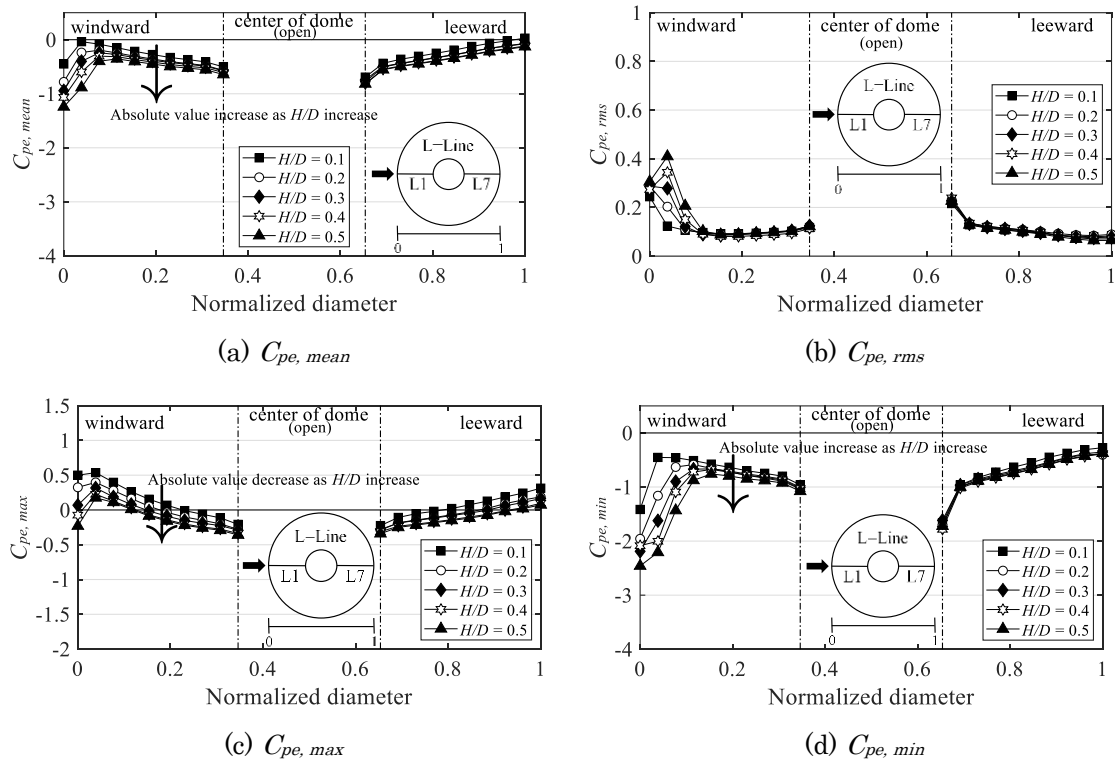 windward
center of dome
(open)
leeward
0
-1
-2
-3
-4
C_pe, mean
Absolute value increase as H/D increase
H/D = 0.1
H/D = 0.2
H/D = 0.3
H/D = 0.4
H/D = 0.5
L-Line
L1
L7
0
1
0
0.2
0.4
0.6
0.8
1
Normalized diameter
(a) C_pe, mean
windward
center of dome
(open)
leeward
1
0.8
0.6
0.4
0.2
0
C_pe, rms
L-Line
L1
L7
0
1
H/D = 0.1
H/D = 0.2
H/D = 0.3
H/D = 0.4
H/D = 0.5
0
0.2
0.4
0.6
0.8
1
Normalized diameter
(b) C_pe, rms
windward
center of dome
(open)
leeward
1.5
1
0.5
0
-0.5
-1
-1.5
-2
C_pe, max
Absolute value decrease as H/D increase
L-Line
L1
L7
0
1
H/D = 0.1
H/D = 0.2
H/D = 0.3
H/D = 0.4
H/D = 0.5
0
0.2
0.4
0.6
0.8
1
Normalized diameter
(c) C_pe, max
windward
center of dome
(open)
leeward
0
-1
-2
-3
-4
C_pe, min
Absolute value increase as H/D increase
L-Line
L1
L7
0
1
H/D = 0.1
H/D = 0.2
H/D = 0.3
H/D = 0.4
H/D = 0.5
0
0.2
0.4
0.6
0.8
1
Normalized diameter
(d) C_pe, min